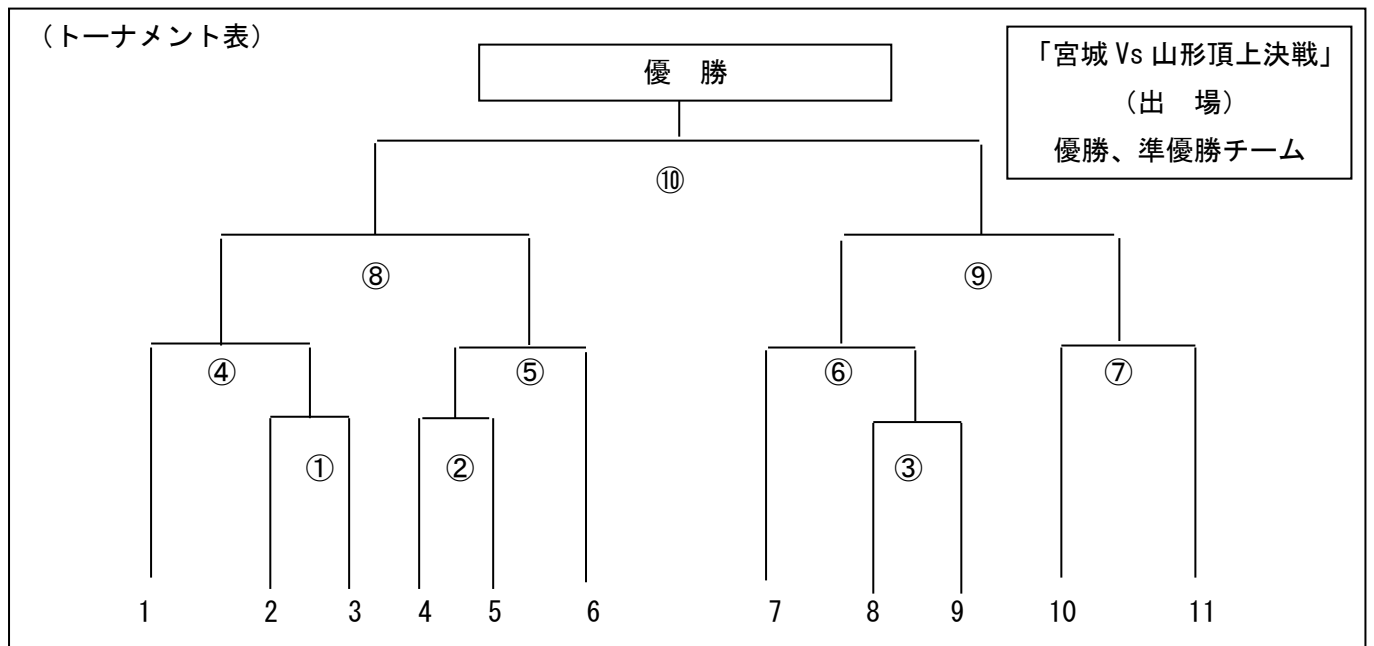 (トーナメント表)
優　勝
「宮城 Vs 山形頂上決戦」
(出　場)
優勝、準優勝チーム
⑩
⑧ ⑨
④ ⑤ ⑥ ⑦
① ② ③
1 2 3 4 5 6 7 8 9 10 11